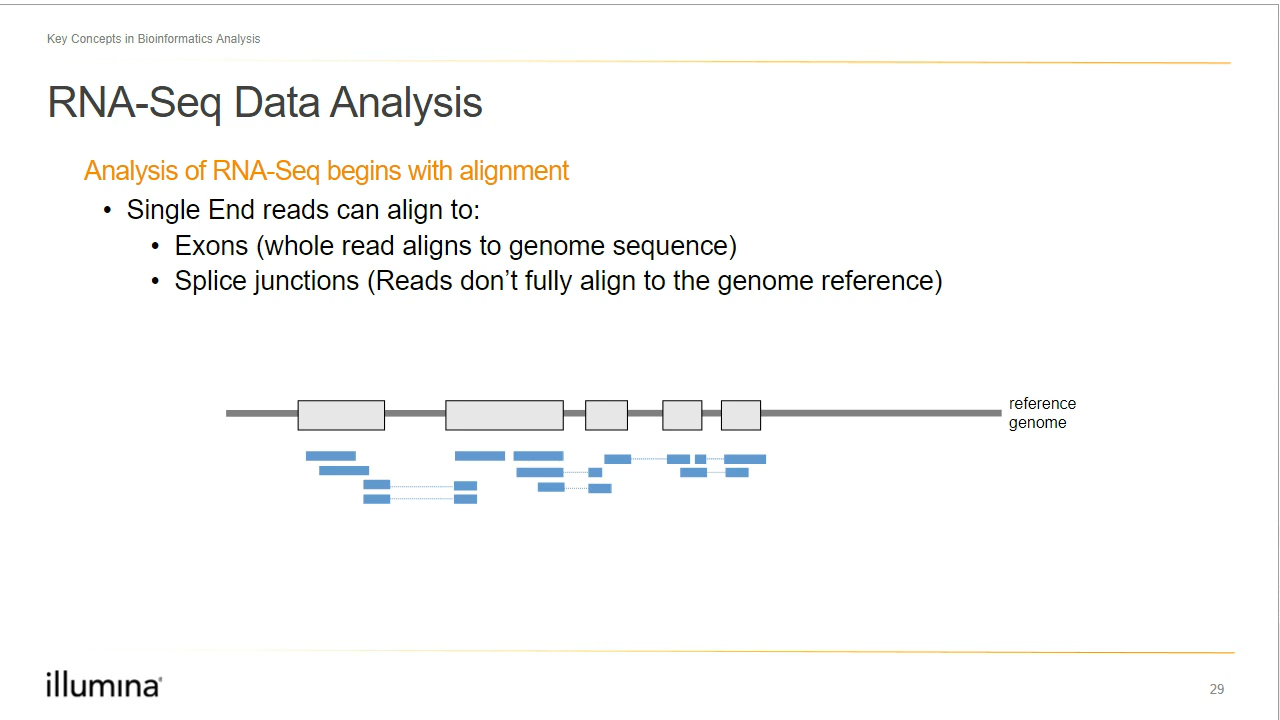 Key Concepts in Bioinformatics Analysis
RNA-Seq Data Analysis
Analysis of RNA-Seq begins with alignment
• Single End reads can align to:
• Exons (whole read aligns to genome sequence)
• Splice junctions (Reads don’t fully align to the genome reference)
reference
genome
illumina®
29